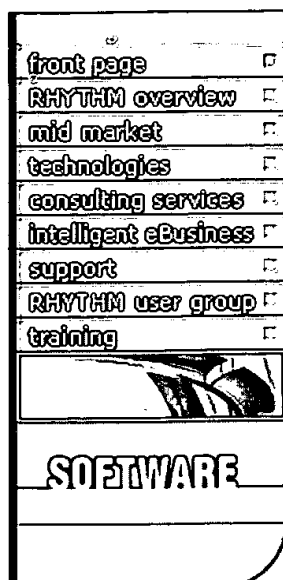 front page
RHYTHM overview
mid market
technologies
consulting services
intelligent eBusiness
support
RHYTHM user group
training
SOFTWARE